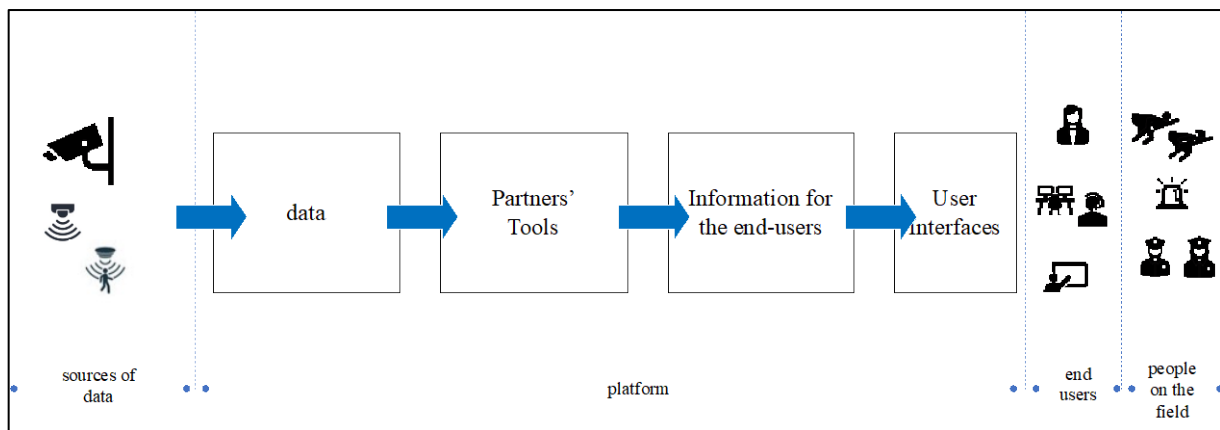 data
Partners’
Tools
Information for
the end-users
User
interfaces
sources of
data
platform
end
users
people
on the
field